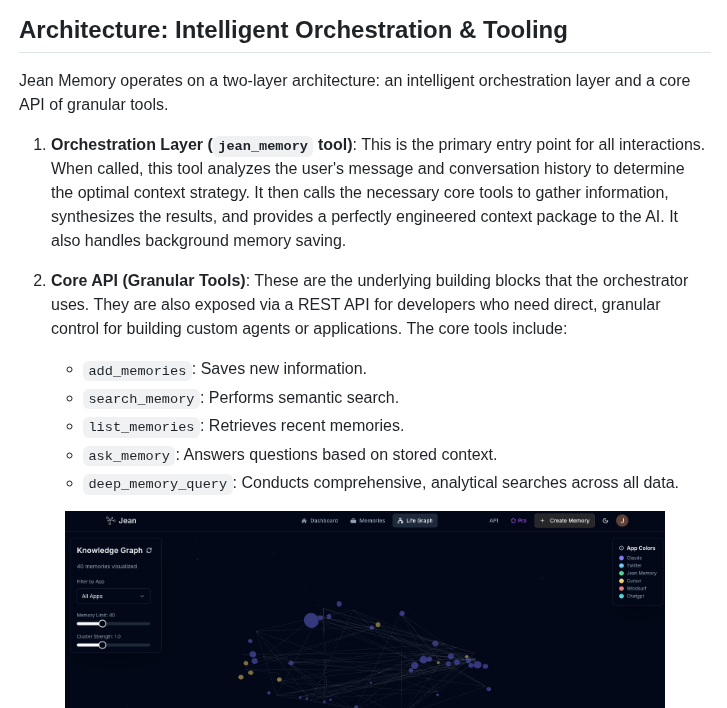 Architecture: Intelligent Orchestration & Tooling
Jean Memory operates on a two-layer architecture: an intelligent orchestration layer and a core
API of granular tools.
1. Orchestration Layer (jean_memory tool): This is the primary entry point for all interactions.
When called, this tool analyzes the user's message and conversation history to determine
the optimal context strategy. It then calls the necessary core tools to gather information,
synthesizes the results, and provides a perfectly engineered context package to the AI. It
also handles background memory saving.
2. Core API (Granular Tools): These are the underlying building blocks that the orchestrator
uses. They are also exposed via a REST API for developers who need direct, granular
control for building custom agents or applications. The core tools include:
add_memories: Saves new information.
search_memory: Performs semantic search.
list_memories: Retrieves recent memories.
ask_memory: Answers questions based on stored context.
deep_memory_query: Conducts comprehensive, analytical searches across all data.
Jean Dashboard Memories Life Graph API Pro + Create Memory J
Knowledge Graph
40 memories visualized
Filter by App
All Apps
Memory Limit: 40
Cluster Strength: 1.0
App Colors
Claude
Twitter
Jean Memory
Cursor
Windsurf
Chatgpt